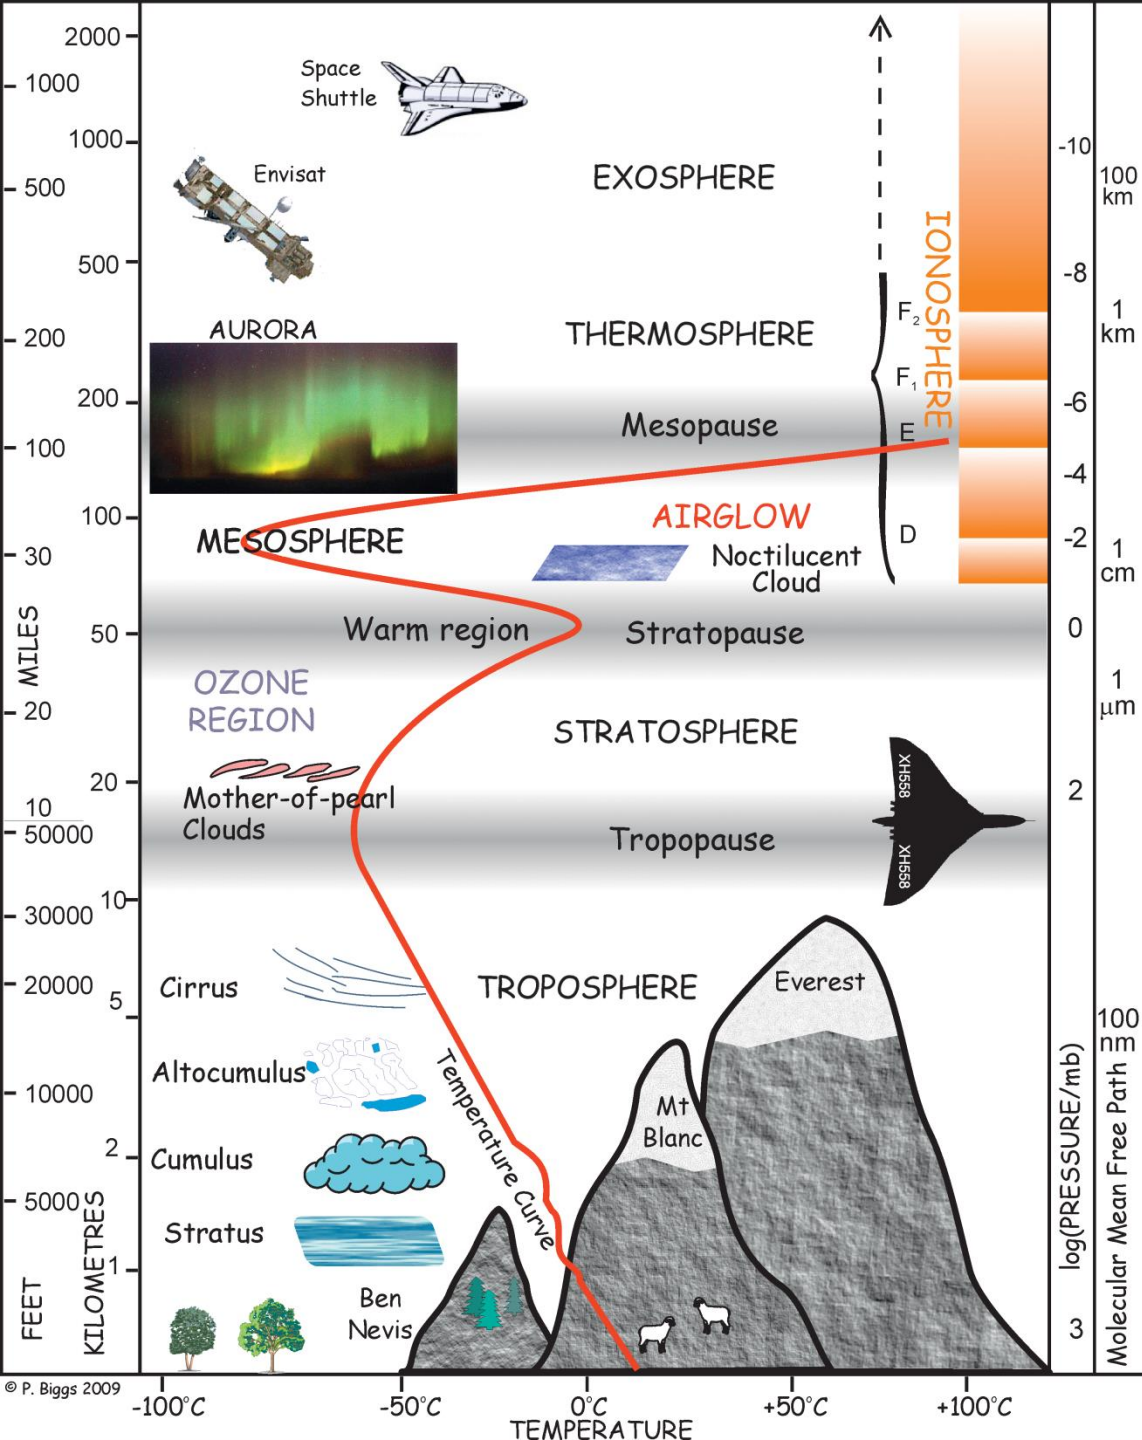 2000
1000
1000
500
500
200
200
100
100
30
50
20
20
10
50000
10
30000
20000
5
10000
2
5000
1
MILES
FEET
KILOMETRES
Space
Shuttle
Envisat
EXOSPHERE
AURORA
THERMOSPHERE
Mesopause
MESOSPHERE
AIRGLOW
Noctilucent
Cloud
Warm region
Stratopause
OZONE
REGION
STRATOSPHERE
Mother-of-pearl
Clouds
Tropopause
XH558
XH558
Cirrus
TROPOSPHERE
Everest
Altocumulus
Mt
Blanc
Cumulus
Temperature Curve
Stratus
Ben
Nevis
F₂
F₁
E
D
IONOSPHERE
-10
-8
-6
-4
-2
0
2
3
log(PRESSURE/mb)
100
km
1
km
1
cm
1
μm
100
nm
Molecular Mean Free Path
© P. Biggs 2009
-100°C
-50°C
0°C
+50°C
+100°C
TEMPERATURE